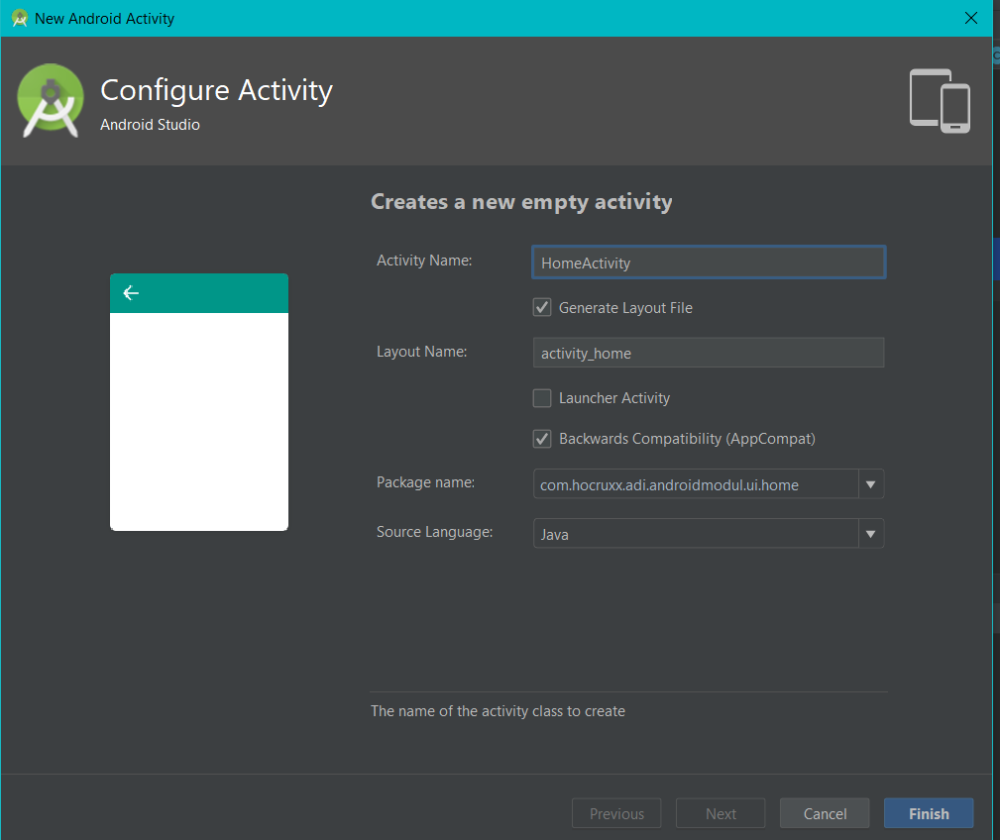 New Android Activity
Configure Activity
Android Studio
Creates a new empty activity
Activity Name:
HomeActivity
Generate Layout File
Layout Name:
activity_home
Launcher Activity
Backwards Compatibility (AppCompat)
Package name:
com.hocruxx.adi.androidmodul.ui.home
Source Language:
Java
The name of the activity class to create
Previous
Next
Cancel
Finish